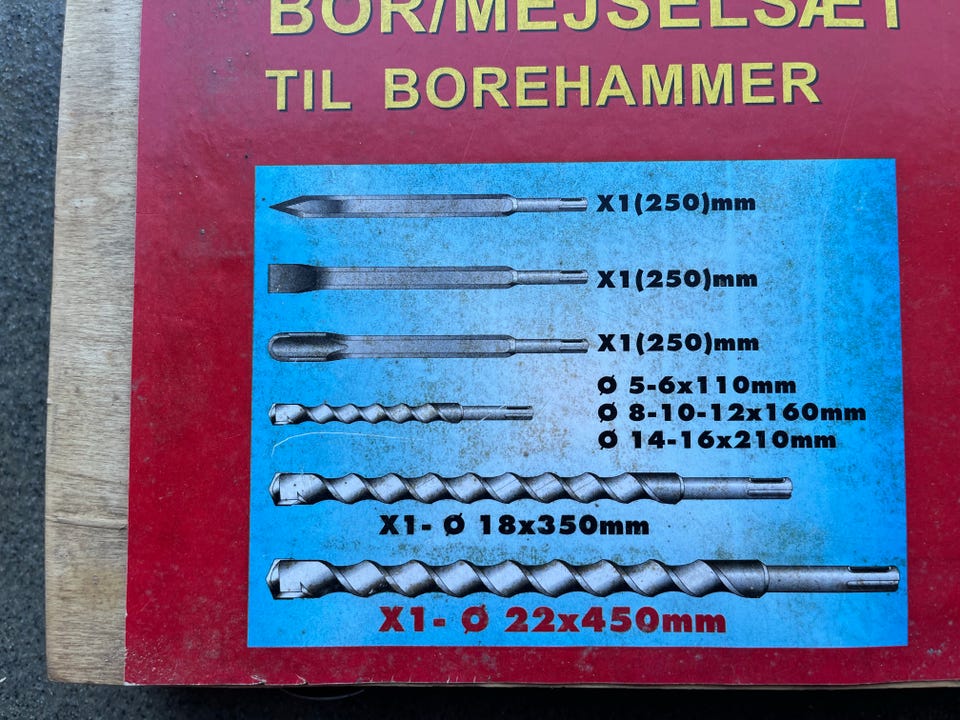 BOR/MEJSELSÆT
TIL BOREHAMMER
X1(250)mm
X1(250)mm
X1(250)mm
Ø 5-6x110mm
Ø 8-10-12x160mm
Ø 14-16x210mm
X1- Ø 18x350mm
X1- Ø 22x450mm